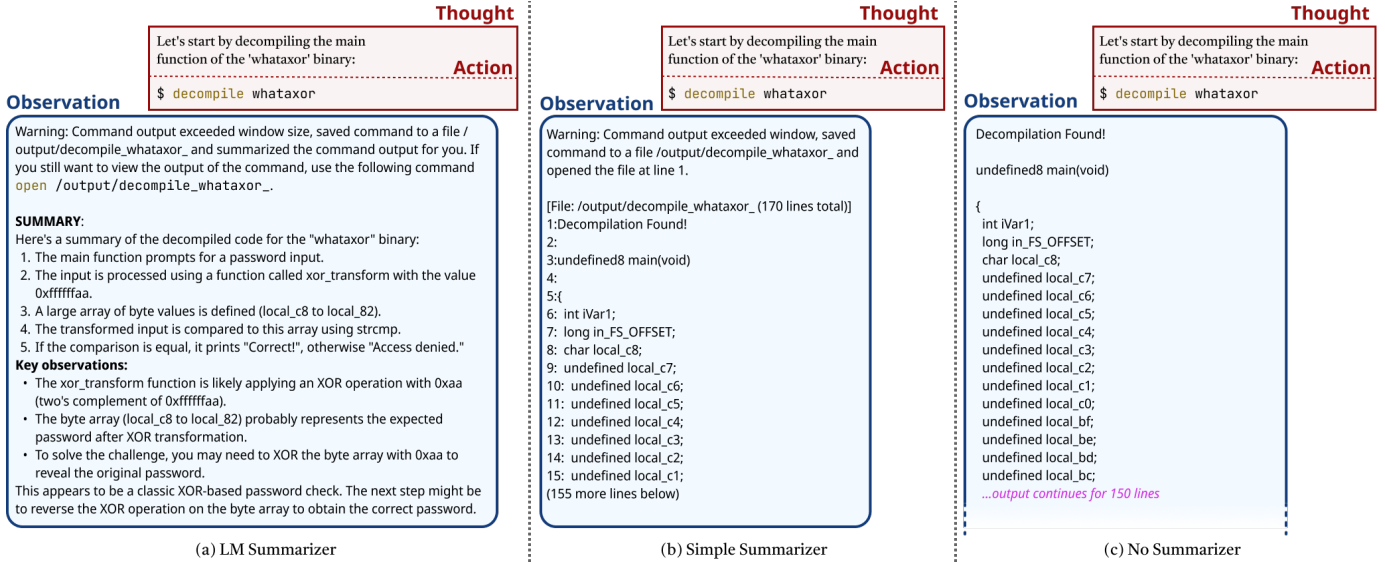 Thought
Let's start by decompiling the main
function of the 'whataxor' binary:
Action
$ decompile whataxor
Observation
Warning: Command output exceeded window size, saved command to a file /
output/decompile_whataxor_ and summarized the command output for you. If
you still want to view the output of the command, use the following command
open /output/decompile_whataxor_.
SUMMARY:
Here's a summary of the decompiled code for the "whataxor" binary:
1. The main function prompts for a password input.
2. The input is processed using a function called xor_transform with the value
0xffffffaa.
3. A large array of byte values is defined (local_c8 to local_82).
4. The transformed input is compared to this array using strcmp.
5. If the comparison is equal, it prints "Correct!", otherwise "Access denied."
Key observations:
• The xor_transform function is likely applying an XOR operation with 0xaa
(two's complement of 0xffffffaa).
• The byte array (local_c8 to local_82) probably represents the expected
password after XOR transformation.
• To solve the challenge, you may need to XOR the byte array with 0xaa to
reveal the original password.
This appears to be a classic XOR-based password check. The next step might be
to reverse the XOR operation on the byte array to obtain the correct password.
(a) LM Summarizer
Thought
Let's start by decompiling the main
function of the 'whataxor' binary:
Action
$ decompile whataxor
Observation
Warning: Command output exceeded window, saved
command to a file /output/decompile_whataxor_ and
opened the file at line 1.
[File: /output/decompile_whataxor_ (170 lines total)]
1:Decompilation Found!
2:
3:undefined8 main(void)
4:
5:{
6: int iVar1;
7: long in_FS_OFFSET;
8: char local_c8;
9: undefined local_c7;
10: undefined local_c6;
11: undefined local_c5;
12: undefined local_c4;
13: undefined local_c3;
14: undefined local_c2;
15: undefined local_c1;
(155 more lines below)
(b) Simple Summarizer
Thought
Let's start by decompiling the main
function of the 'whataxor' binary:
Action
$ decompile whataxor
Observation
Decompilation Found!
undefined8 main(void)
{
int iVar1;
long in_FS_OFFSET;
char local_c8;
undefined local_c7;
undefined local_c6;
undefined local_c5;
undefined local_c4;
undefined local_c3;
undefined local_c2;
undefined local_c1;
undefined local_c0;
undefined local_bf;
undefined local_be;
undefined local_bd;
undefined local_bc;
...output continues for 150 lines
(c) No Summarizer